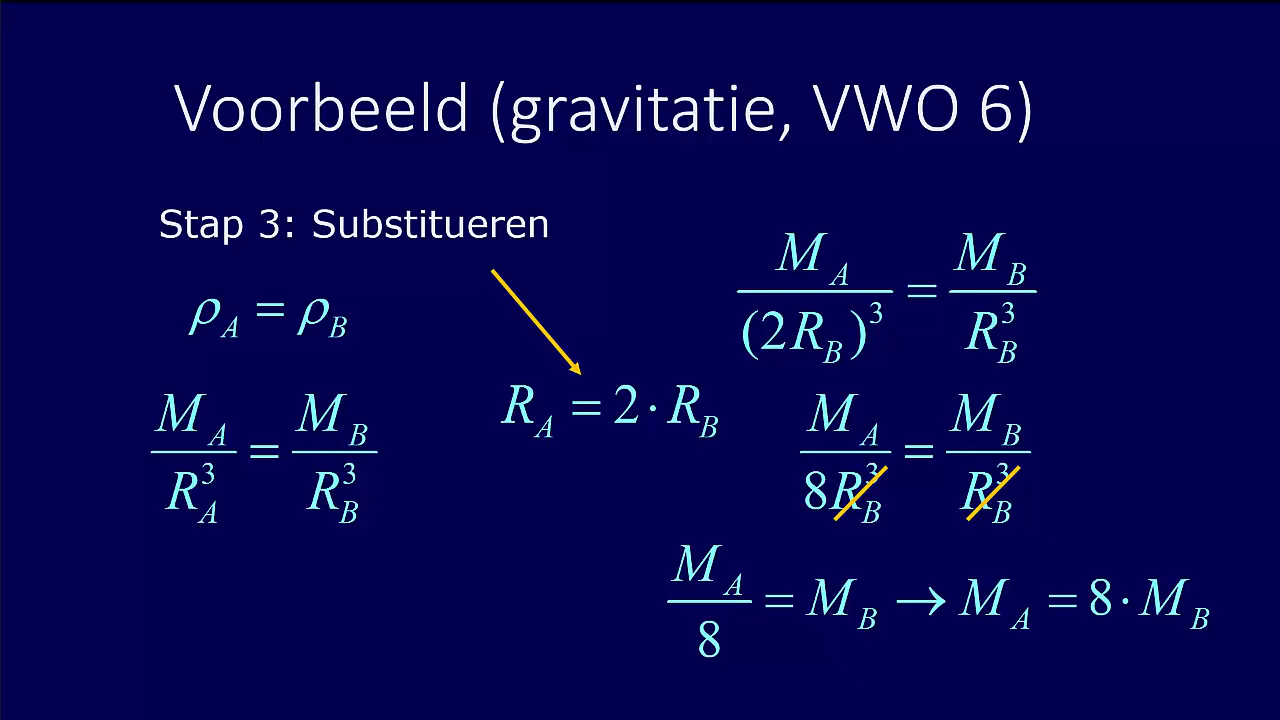 Voorbeeld (gravitatie, VWO 6)
Stap 3: Substitueren
ρ_A = ρ_B
M_A / R_A^3 = M_B / R_B^3
R_A = 2 · R_B
M_A / (2R_B)^3 = M_B / R_B^3
M_A / 8R_B^3 = M_B / R_B^3
M_A / 8 = M_B → M_A = 8 · M_B